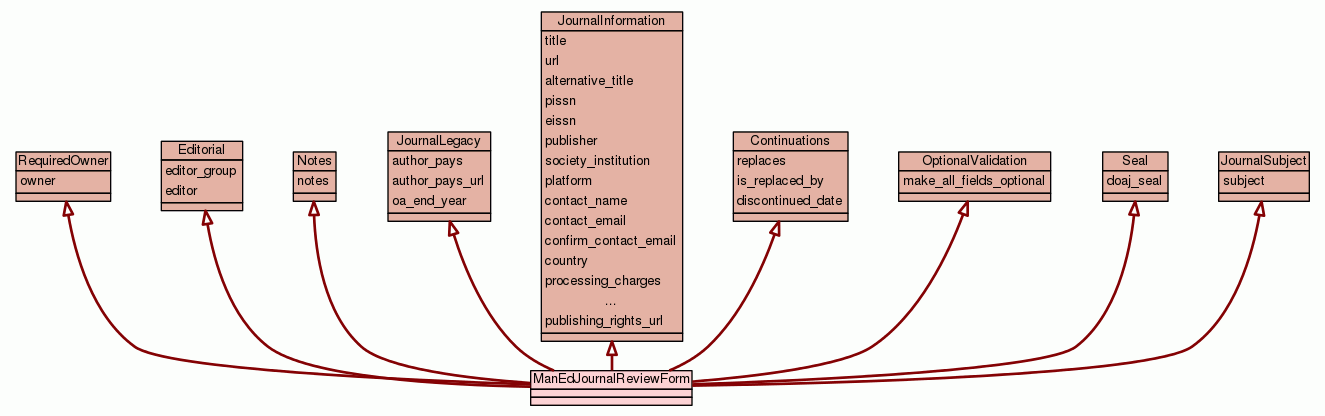 RequiredOwner
owner
Editorial
editor_group
editor
Notes
notes
JournalLegacy
author_pays
author_pays_url
oa_end_year
JournalInformation
title
url
alternative_title
pissn
eissn
publisher
society_institution
platform
contact_name
contact_email
confirm_contact_email
country
processing_charges
...
publishing_rights_url
Continuations
replaces
is_replaced_by
discontinued_date
OptionalValidation
make_all_fields_optional
Seal
doaj_seal
JournalSubject
subject
ManEdJournalReviewForm